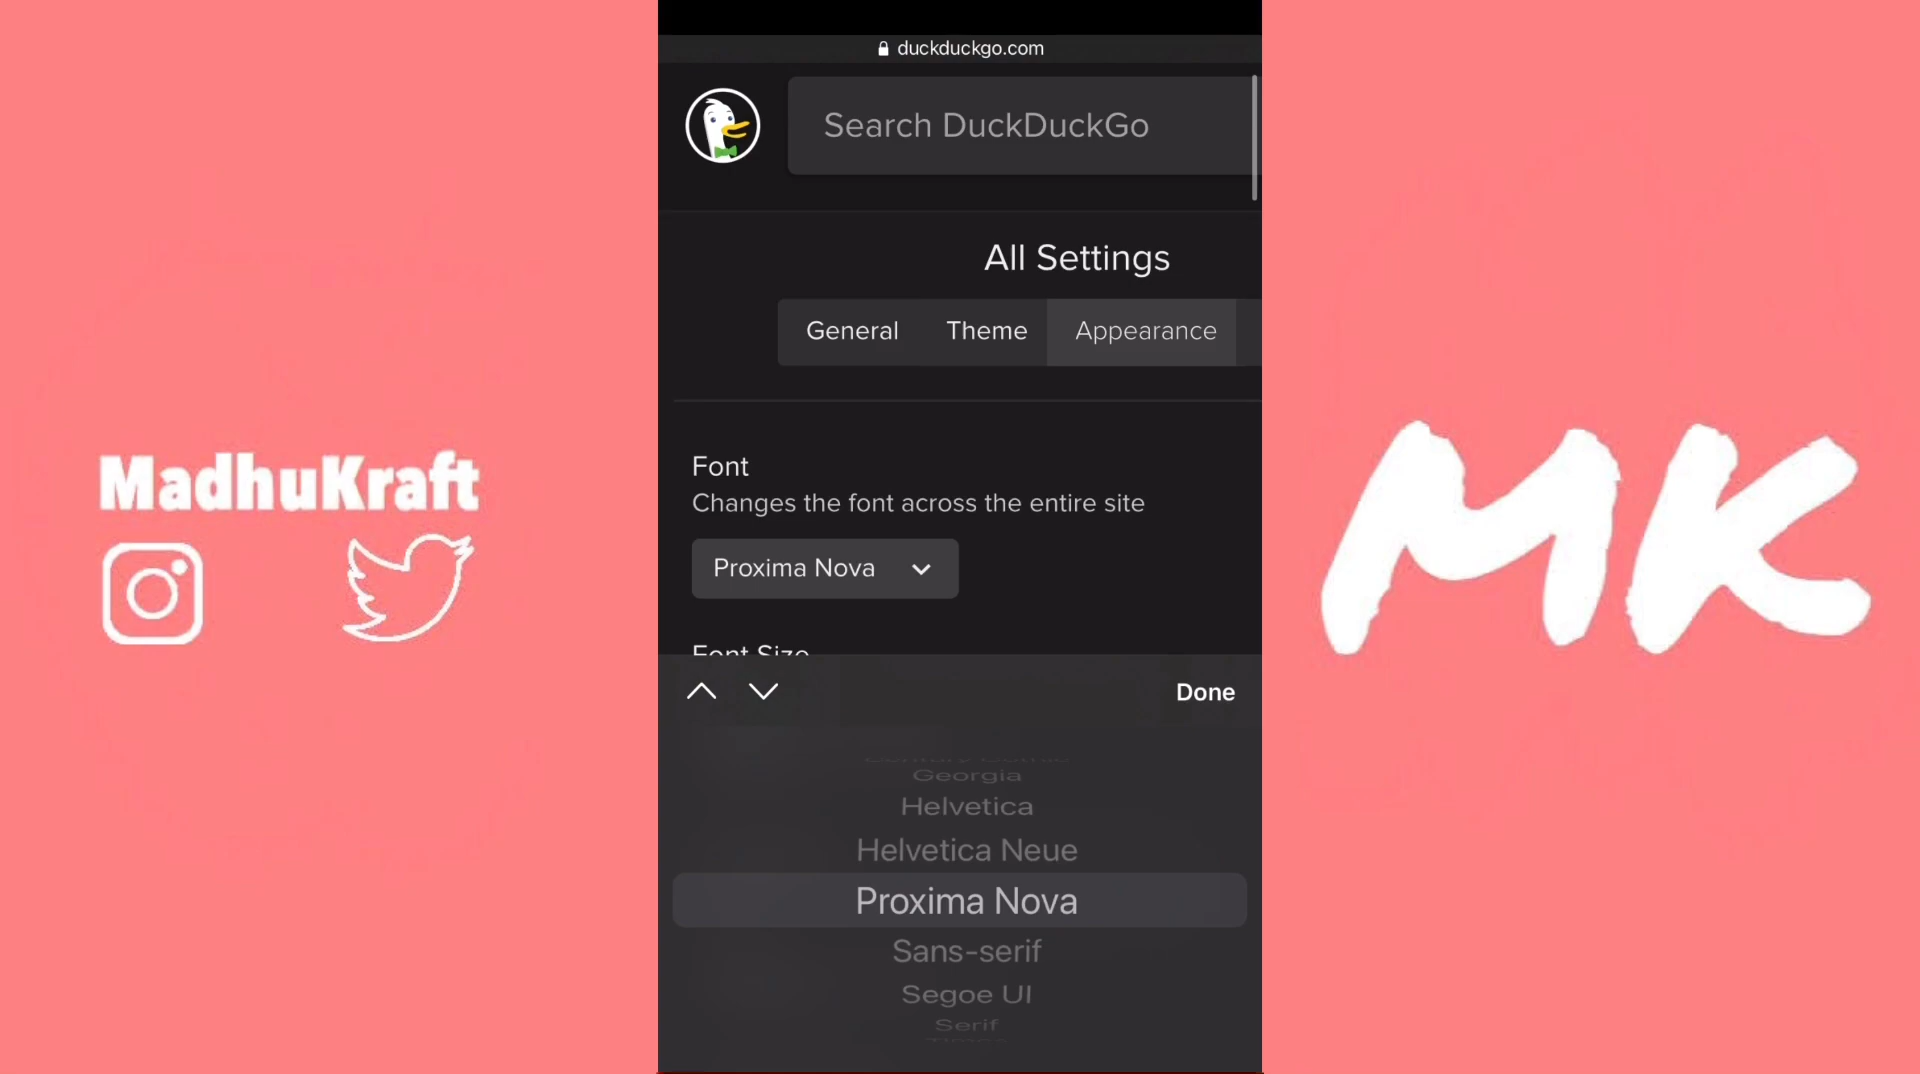 duckduckgo.com
Search DuckDuckGo
All Settings
General Theme Appearance
Font
Changes the font across the entire site
Proxima Nova
Font Size
Done
Georgia
Helvetica
Helvetica Neue
Proxima Nova
Sans-serif
Segoe UI
Serif
MadhuKraft
MK